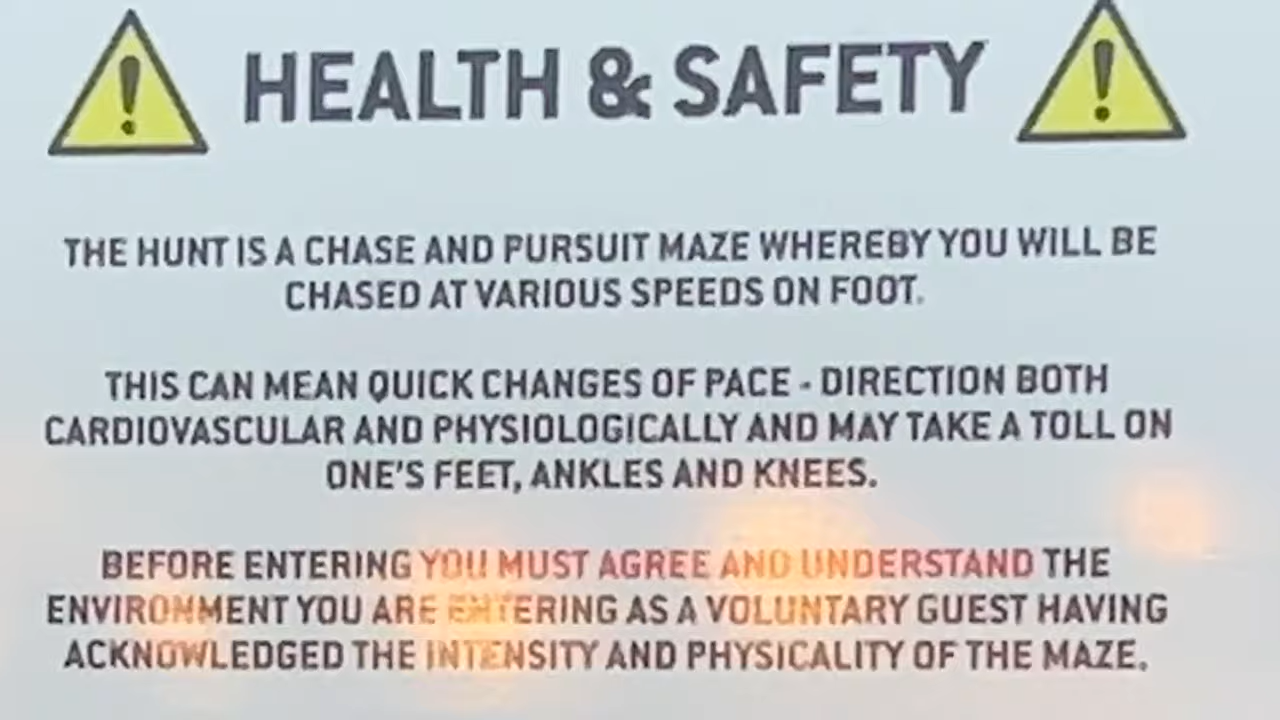 HEALTH & SAFETY
THE HUNT IS A CHASE AND PURSUIT MAZE WHEREBY YOU WILL BE
CHASED AT VARIOUS SPEEDS ON FOOT.
THIS CAN MEAN QUICK CHANGES OF PACE - DIRECTION BOTH
CARDIOVASCULAR AND PHYSIOLOGICALLY AND MAY TAKE A TOLL ON
ONE'S FEET, ANKLES AND KNEES.
BEFORE ENTERING YOU MUST AGREE AND UNDERSTAND THE
ENVIRONMENT YOU ARE ENTERING AS A VOLUNTARY GUEST HAVING
ACKNOWLEDGED THE INTENSITY AND PHYSICALITY OF THE MAZE.